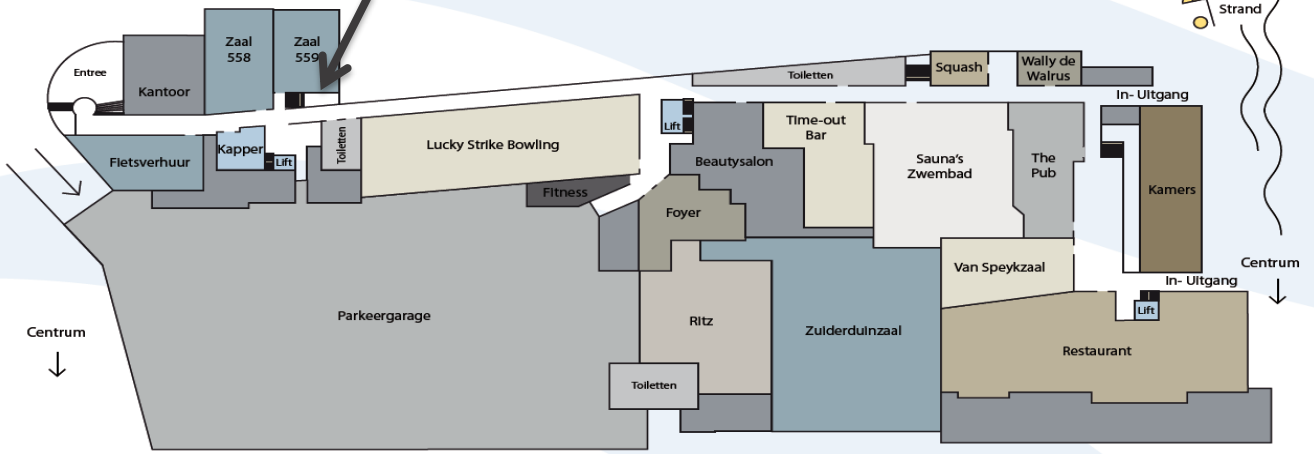 Strand
Zaal
558
Zaal
559
Entree
Kantoor
Toiletten
Squash
Wally de
Walrus
In- Uitgang
Fietsverhuur
Kapper
Lift
Toiletten
Lucky Strike Bowling
Fitness
Lift
Beautysalon
Time-out
Bar
Sauna's
Zwembad
The
Pub
Kamers
Foyer
Van Speykzaal
Centrum
In- Uitgang
Lift
Parkeergarage
Ritz
Zuiderduinzaal
Centrum
Restaurant
Toiletten